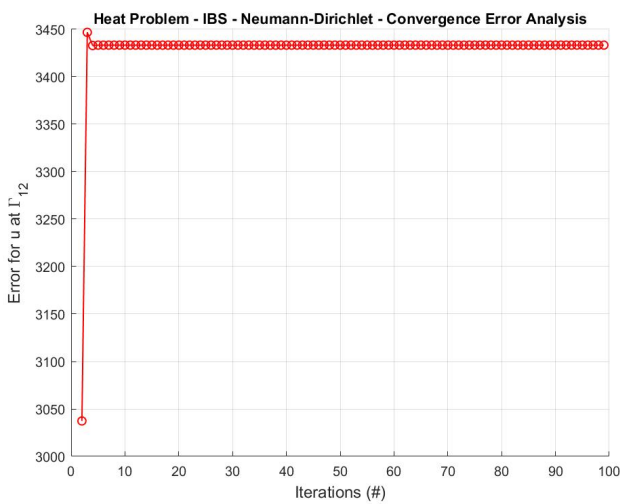 Heat Problem - IBS - Neumann-Dirichlet - Convergence Error Analysis
3450
3400
3350
3300
3250
3200
3150
3100
3050
3000
Error for u at Γ12
0 10 20 30 40 50 60 70 80 90 100
Iterations (#)